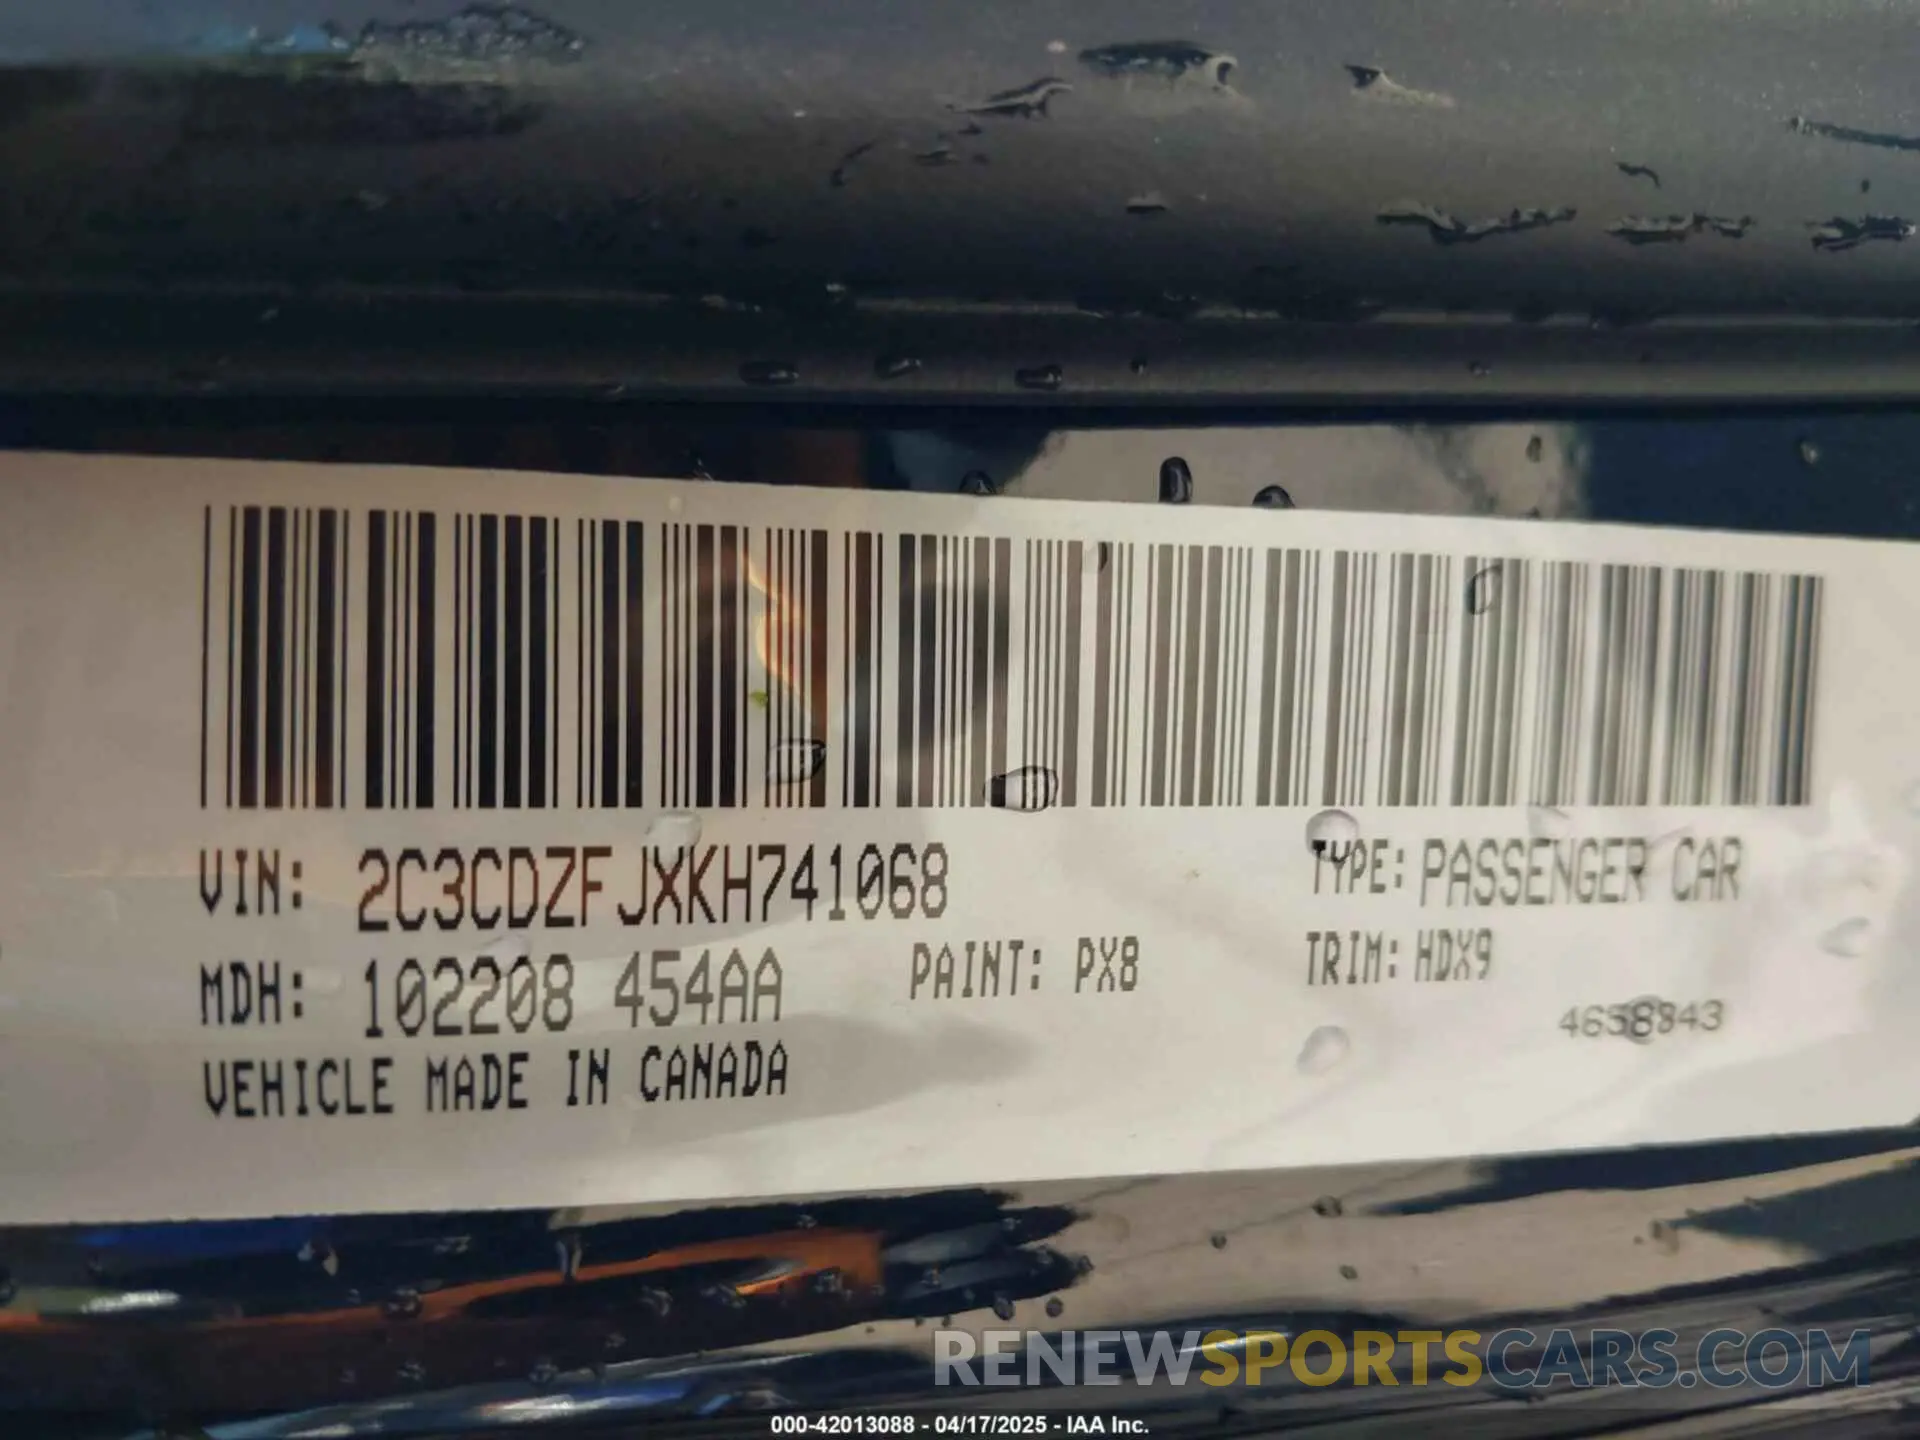 VIN: 2C3CDZFJXKH741068
TYPE: PASSENGER CAR
MDH: 102208 454AA
PAINT: PX8
TRIM: HDX9
4658843
VEHICLE MADE IN CANADA
RENEWSPORTSCARS.COM
000-42013088 - 04/17/2025 - IAA Inc.